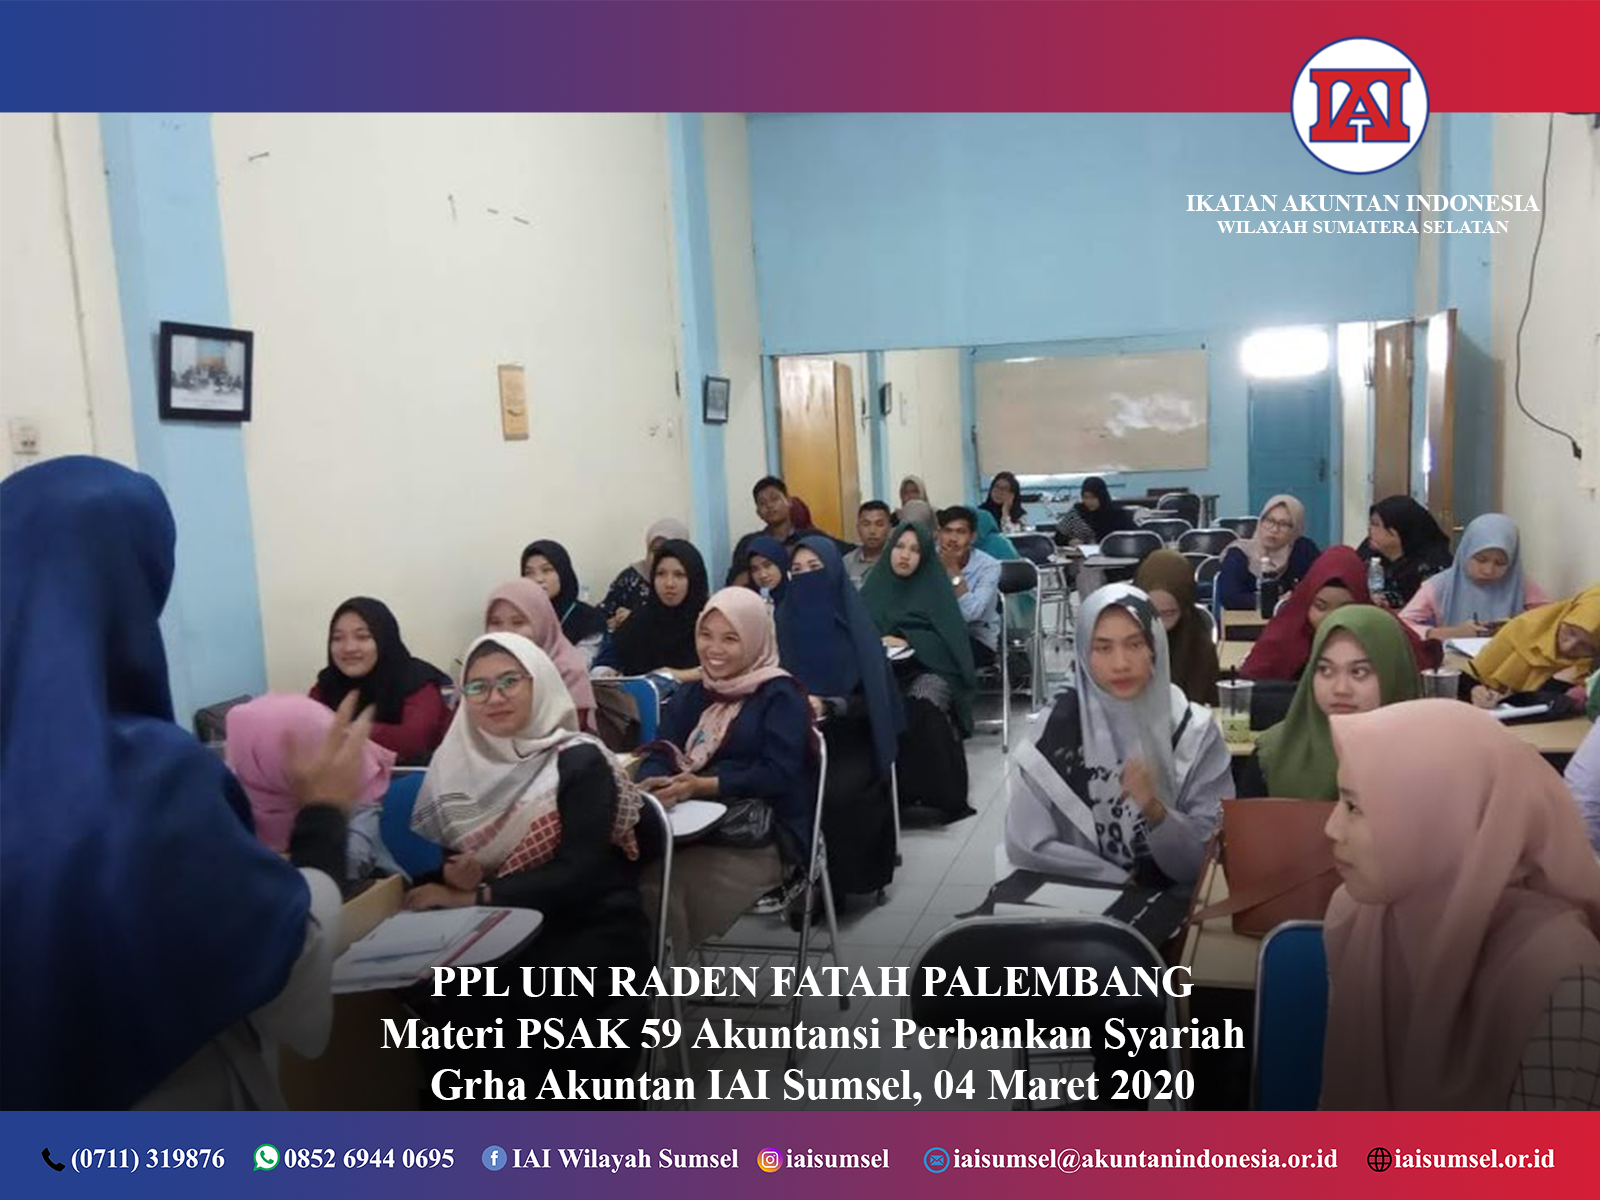 IAI
IKATAN AKUNTAN INDONESIA
WILAYAH SUMATERA SELATAN
PPL UIN RADEN FATAH PALEMBANG
Materi PSAK 59 Akuntansi Perbankan Syariah
Grha Akuntan IAI Sumsel, 04 Maret 2020
(0711) 319876 0852 6944 0695 IAI Wilayah Sumsel iaisumsel iaisumsel@akuntanindonesia.or.id iaisumsel.or.id